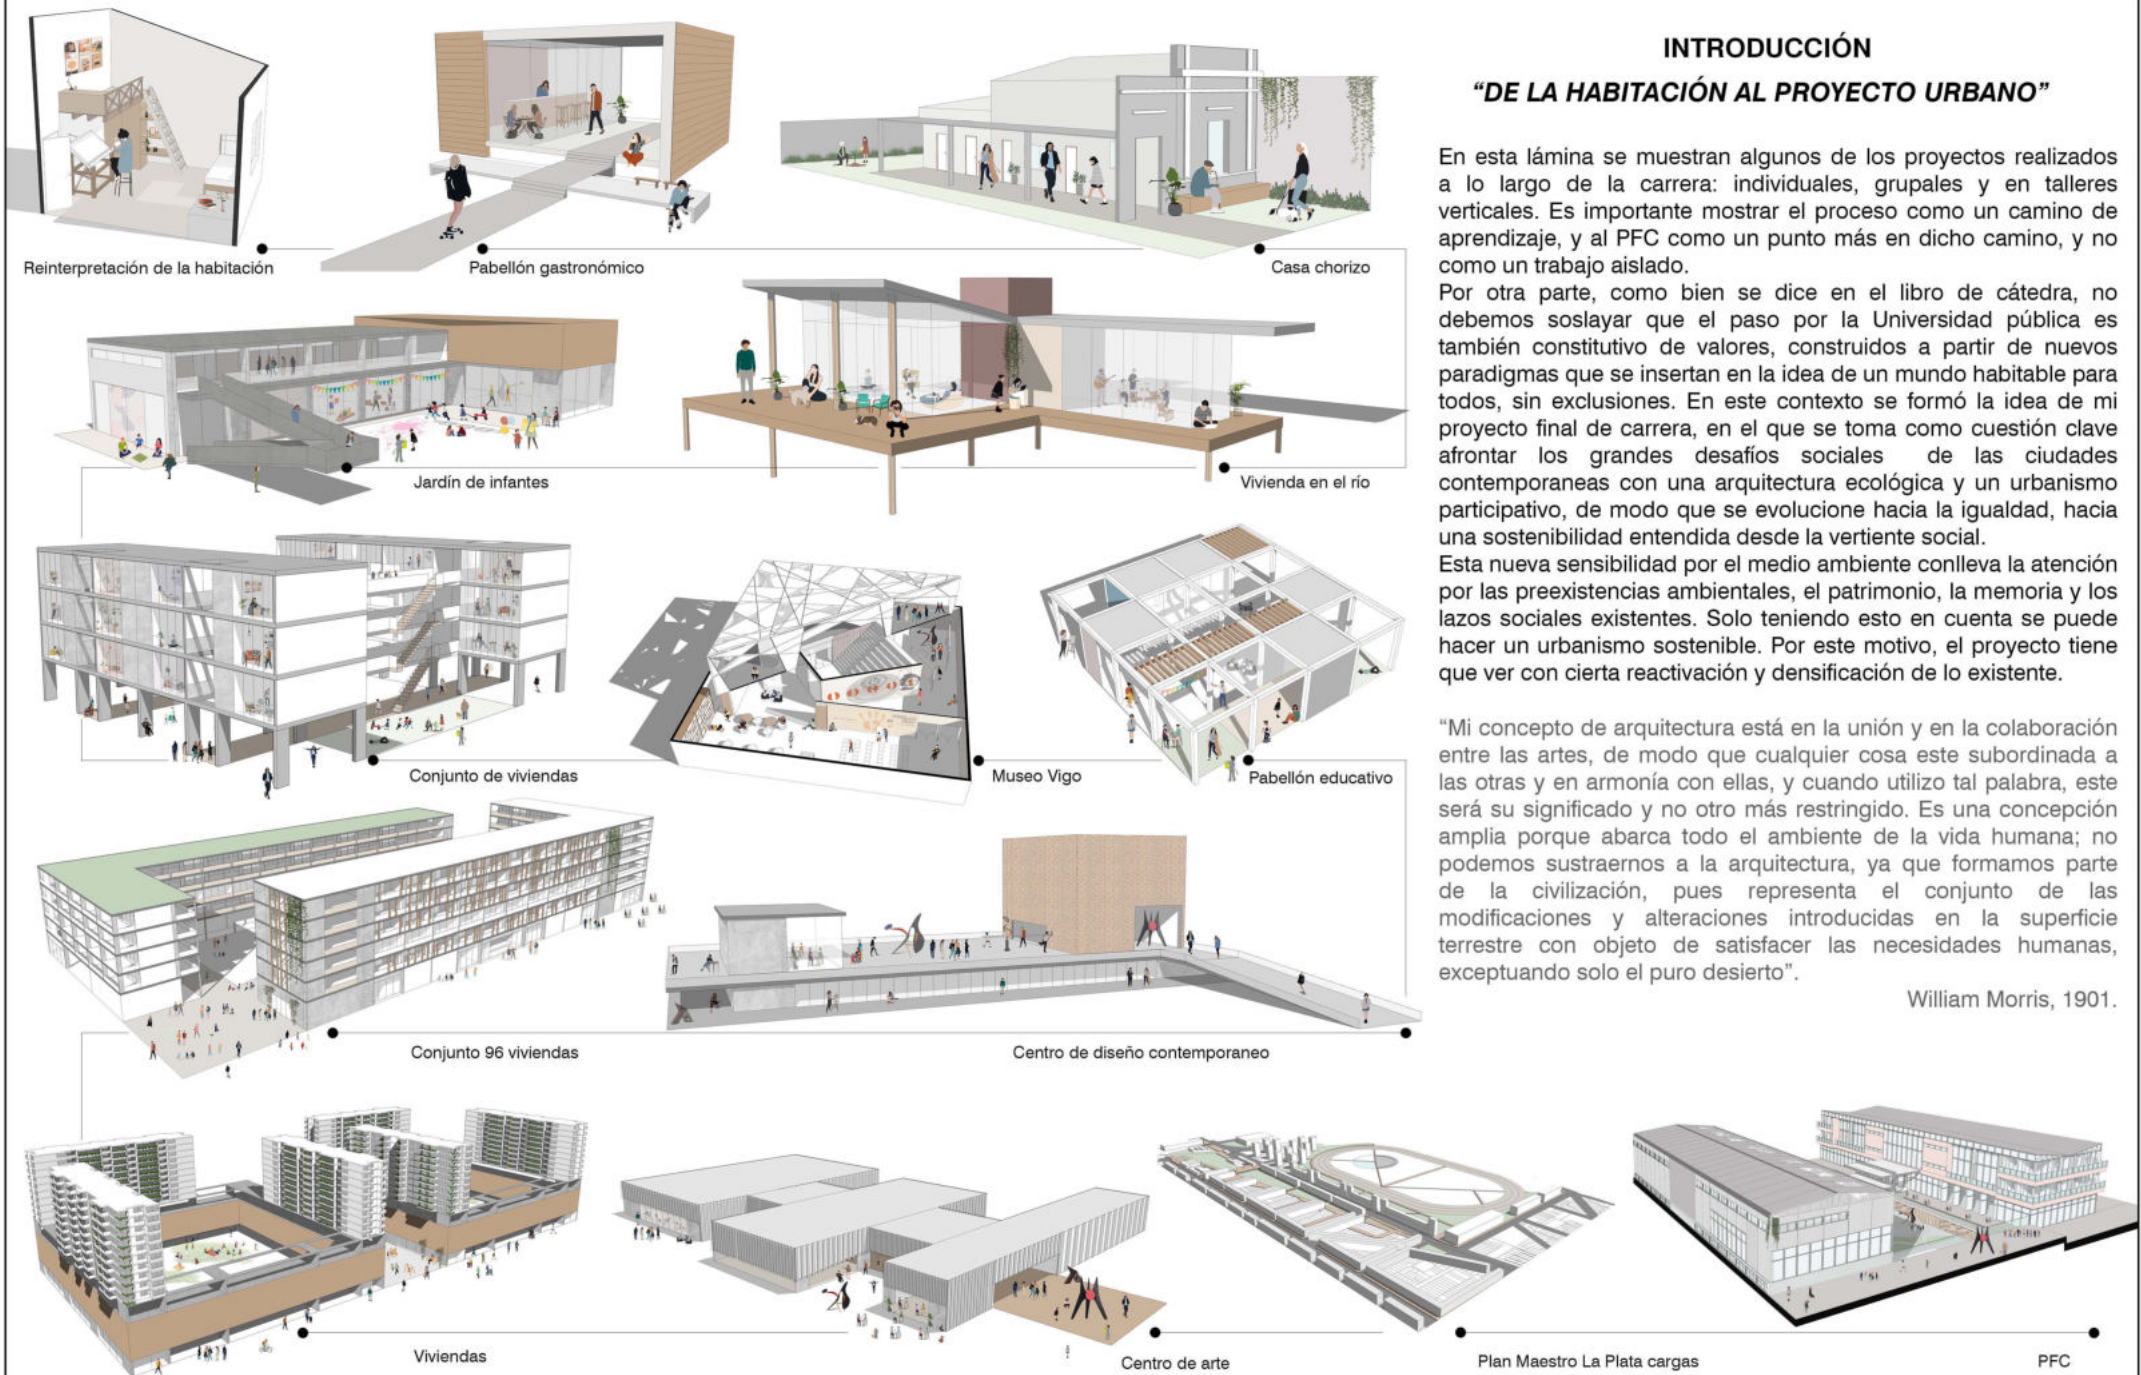 INTRODUCCIÓN
“DE LA HABITACIÓN AL PROYECTO URBANO”
En esta lámina se muestran algunos de los proyectos realizados
a lo largo de la carrera: individuales, grupales y en talleres
verticales. Es importante mostrar el proceso como un camino de
aprendizaje, y al PFC como un punto más en dicho camino, y no
como un trabajo aislado.
Por otra parte, como bien se dice en el libro de cátedra, no
debemos soslayar que el paso por la Universidad pública es
también constitutivo de valores, construidos a partir de nuevos
paradigmas que se insertan en la idea de un mundo habitable para
todos, sin exclusiones. En este contexto se formó la idea de mi
proyecto final de carrera, en el que se toma como cuestión clave
afrontar los grandes desafíos sociales de las ciudades
contemporaneas con una arquitectura ecológica y un urbanismo
participativo, de modo que se evolucione hacia la igualdad, hacia
una sostenibilidad entendida desde la vertiente social.
Esta nueva sensibilidad por el medio ambiente conlleva la atención
por las preexistencias ambientales, el patrimonio, la memoria y los
lazos sociales existentes. Solo teniendo esto en cuenta se puede
hacer un urbanismo sostenible. Por este motivo, el proyecto tiene
que ver con cierta reactivación y densificación de lo existente.
“Mi concepto de arquitectura está en la unión y en la colaboración
entre las artes, de modo que cualquier cosa este subordinada a
las otras y en armonía con ellas, y cuando utilizo tal palabra, este
será su significado y no otro más restringido. Es una concepción
amplia porque abarca todo el ambiente de la vida humana; no
podemos sustraernos a la arquitectura, ya que formamos parte
de la civilización, pues representa el conjunto de las
modificaciones y alteraciones introducidas en la superficie
terrestre con objeto de satisfacer las necesidades humanas,
exceptuando solo el puro desierto”.
William Morris, 1901.
Reinterpretación de la habitación
Pabellón gastronómico
Casa chorizo
Jardín de infantes
Vivienda en el río
Conjunto de viviendas
Museo Vigo
Pabellón educativo
Conjunto 96 viviendas
Centro de diseño contemporaneo
Viviendas
Centro de arte
Plan Maestro La Plata cargas
PFC